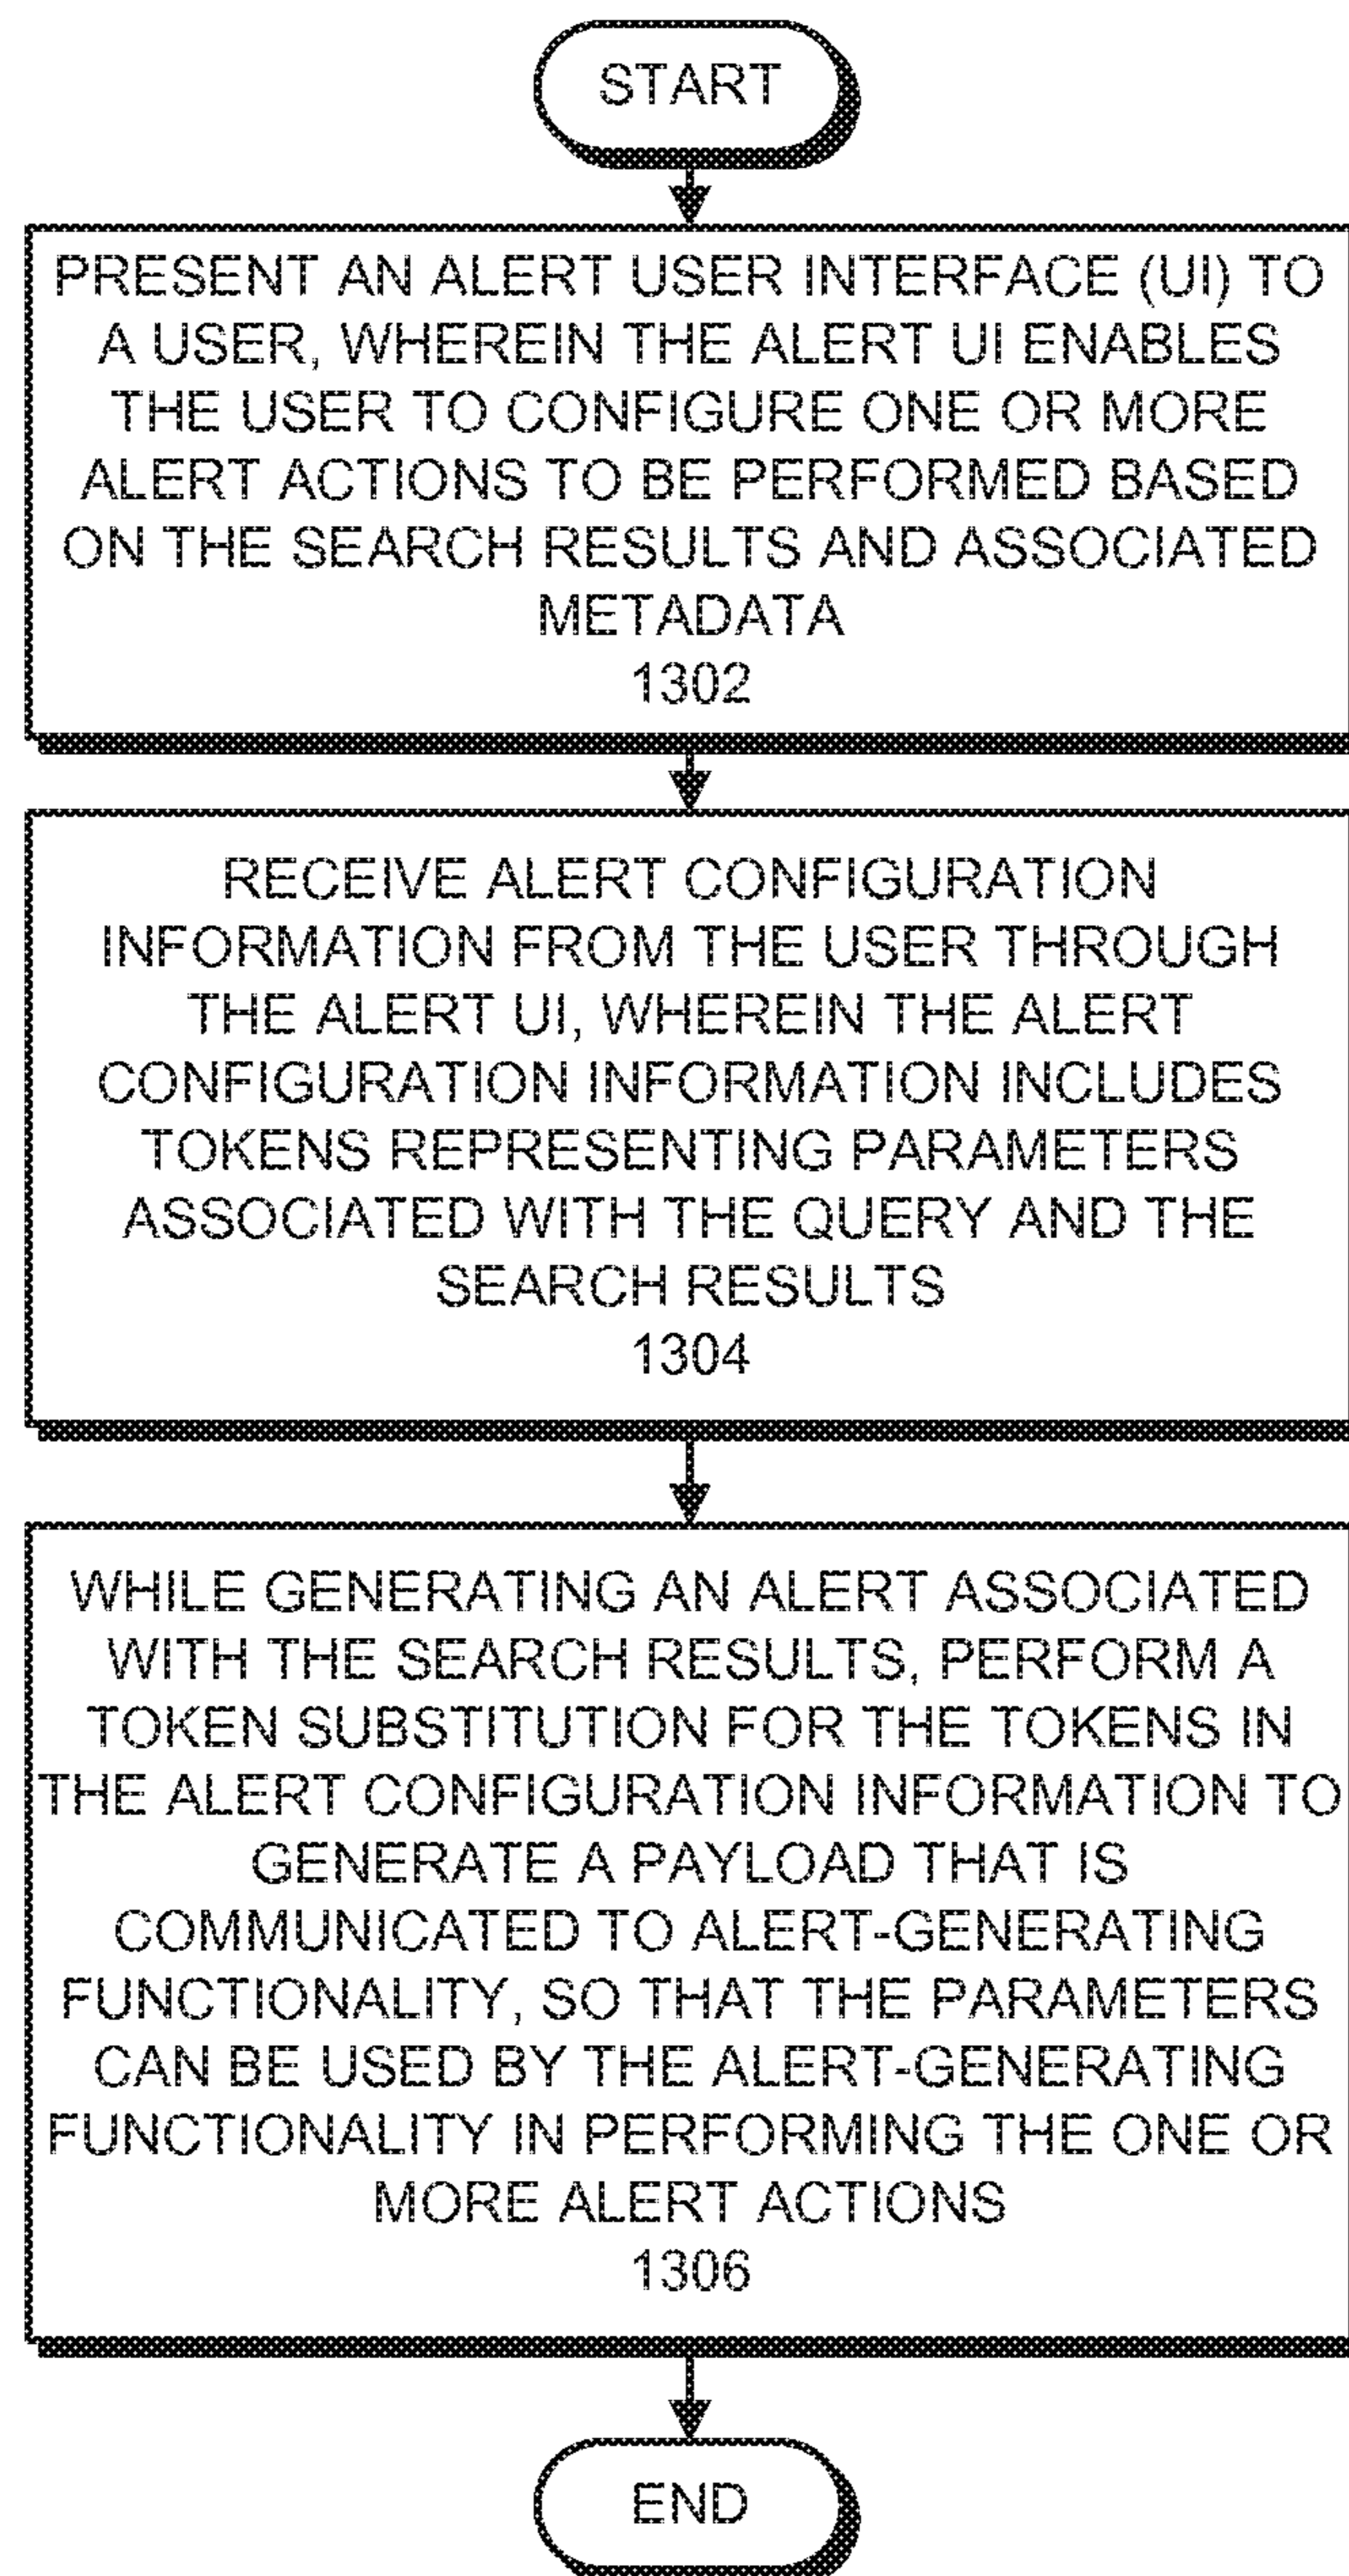 START
PRESENT AN ALERT USER INTERFACE (UI) TO
A USER, WHEREIN THE ALERT UI ENABLES
THE USER TO CONFIGURE ONE OR MORE
ALERT ACTIONS TO BE PERFORMED BASED
ON THE SEARCH RESULTS AND ASSOCIATED
METADATA
1302
RECEIVE ALERT CONFIGURATION
INFORMATION FROM THE USER THROUGH
THE ALERT UI, WHEREIN THE ALERT
CONFIGURATION INFORMATION INCLUDES
TOKENS REPRESENTING PARAMETERS
ASSOCIATED WITH THE QUERY AND THE
SEARCH RESULTS
1304
WHILE GENERATING AN ALERT ASSOCIATED
WITH THE SEARCH RESULTS, PERFORM A
TOKEN SUBSTITUTION FOR THE TOKENS IN
THE ALERT CONFIGURATION INFORMATION TO
GENERATE A PAYLOAD THAT IS
COMMUNICATED TO ALERT-GENERATING
FUNCTIONALITY, SO THAT THE PARAMETERS
CAN BE USED BY THE ALERT-GENERATING
FUNCTIONALITY IN PERFORMING THE ONE OR
MORE ALERT ACTIONS
1306
END